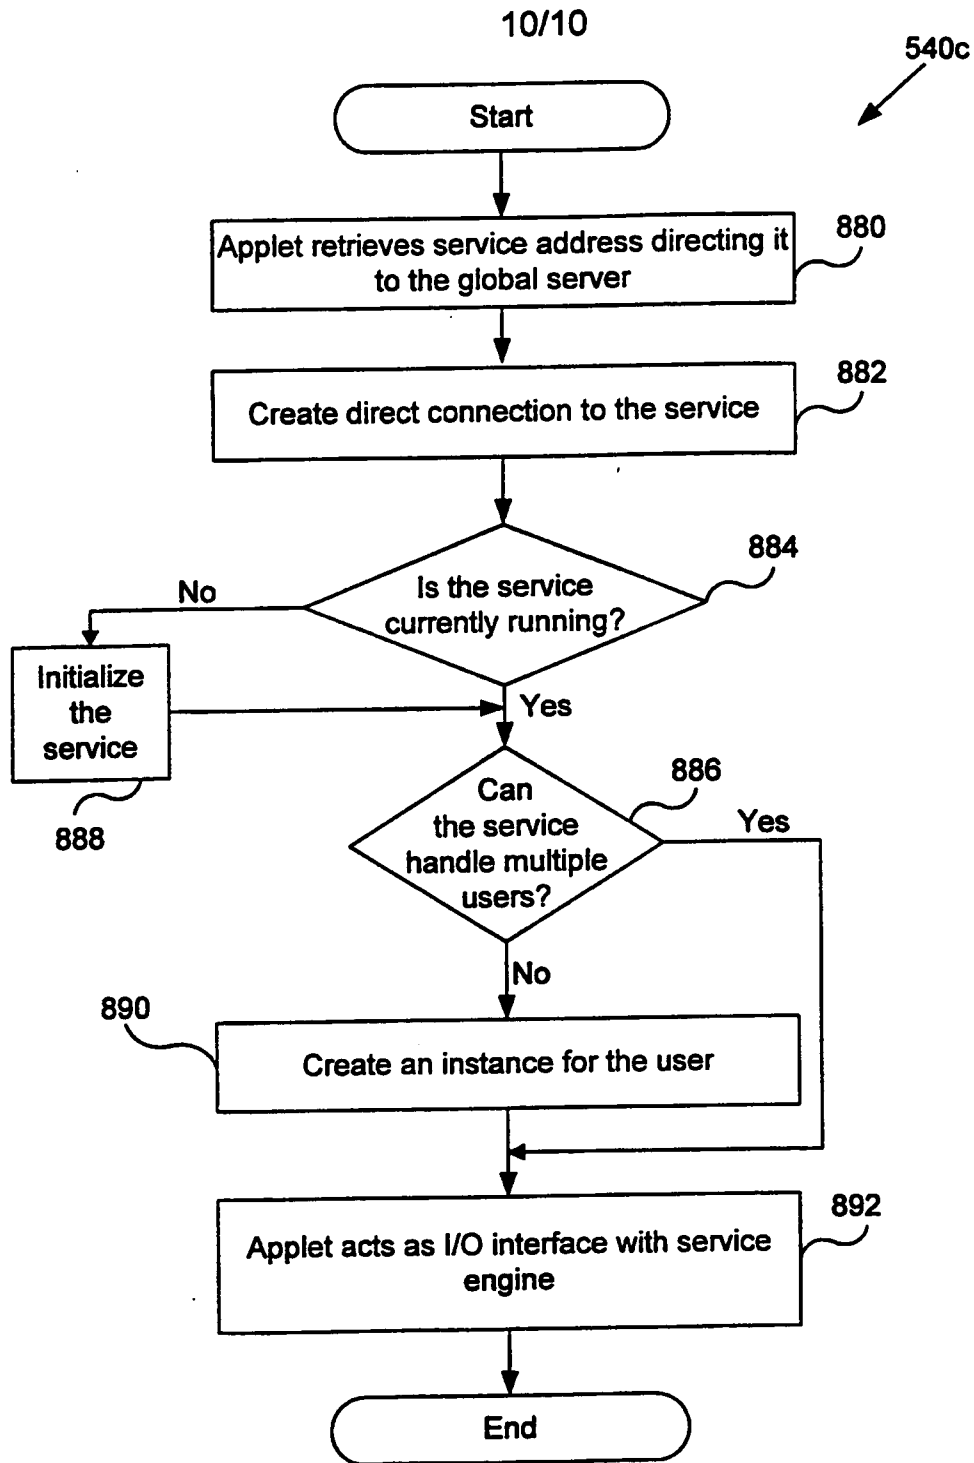 10/10
540c
Start
Applet retrieves service address directing it
to the global server
880
Create direct connection to the service
882
Is the service
currently running?
884
No
Initialize
the
service
888
Yes
Can
the service
handle multiple
users?
886
Yes
No
890
Create an instance for the user
Applet acts as I/O interface with service
engine
892
End